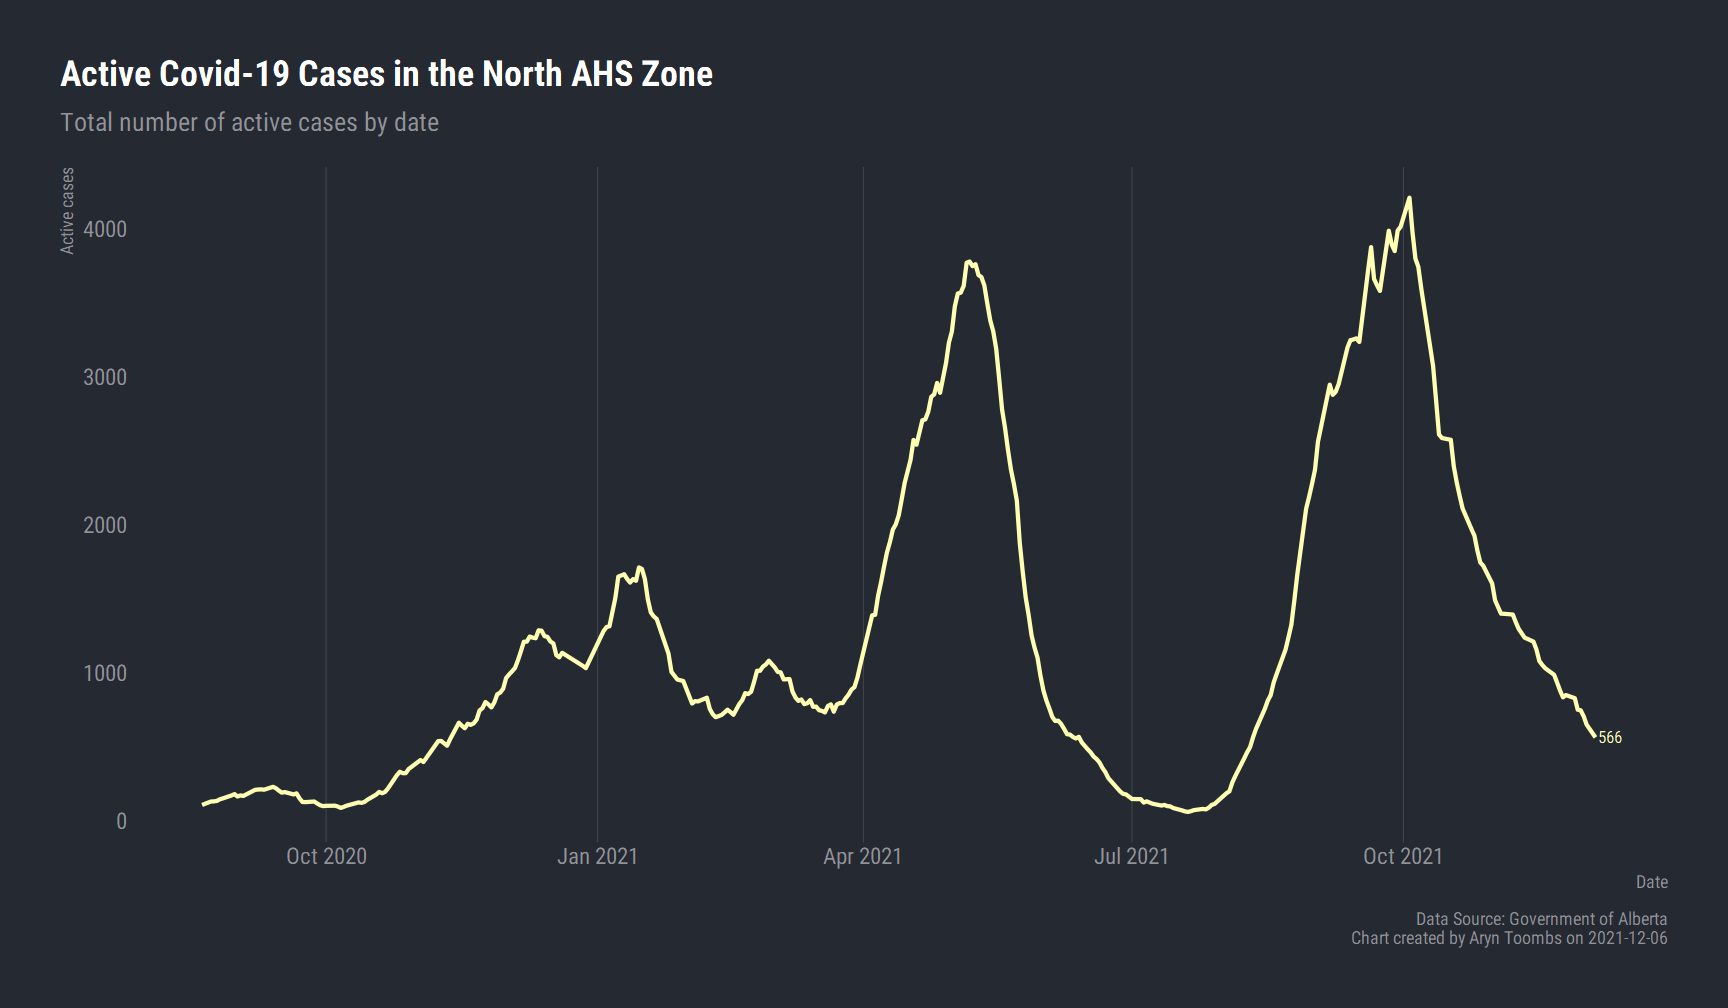 Active Covid-19 Cases in the North AHS Zone
Total number of active cases by date
Active cases
4000
3000
2000
1000
0
566
Oct 2020
Jan 2021
Apr 2021
Jul 2021
Oct 2021
Date
Data Source: Government of Alberta
Chart created by Aryn Toombs on 2021-12-06